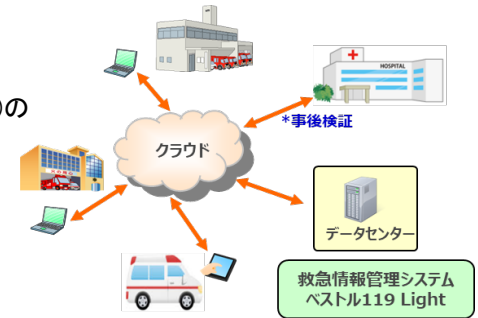 の
HOSPITAL
*事後検証
クラウド
データセンター
救急情報管理システム
ベストル119 Light